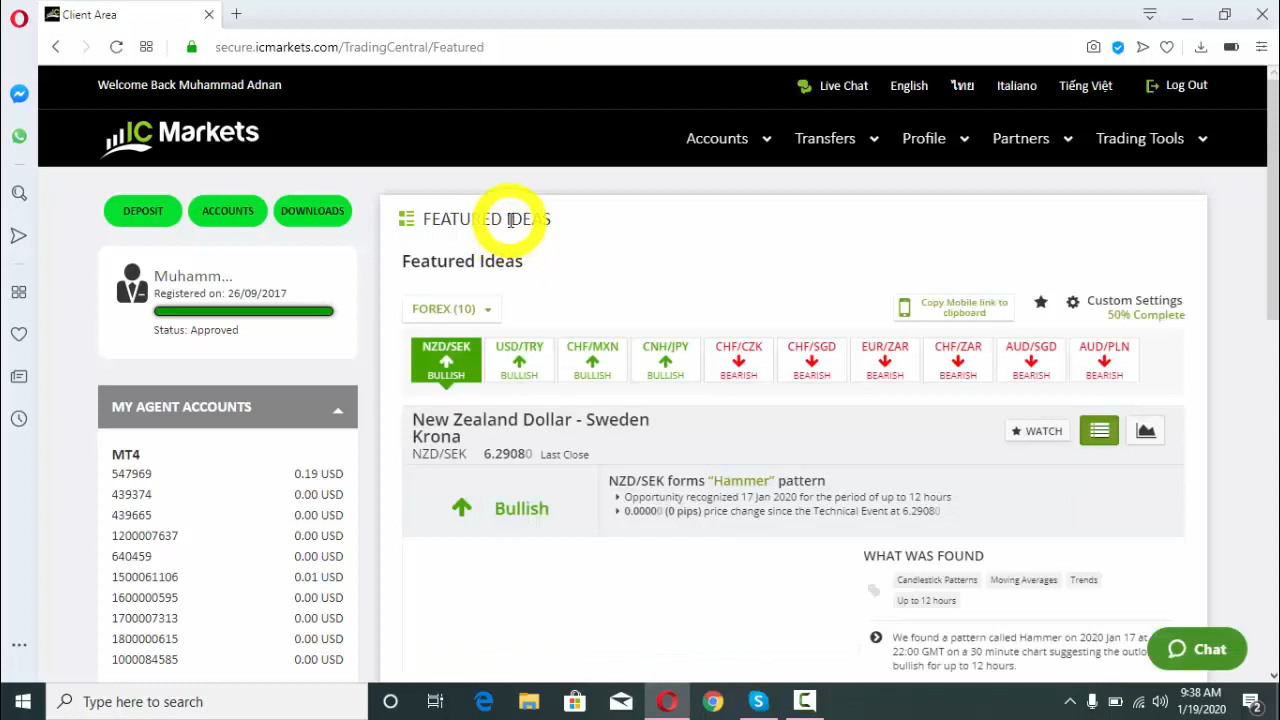 Client Area
secure.icmarkets.com/TradingCentral/Featured
Welcome Back Muhammad Adnan
Live Chat English ไทย Italiano Tiếng Việt Log Out
IC Markets
Accounts Transfers Profile Partners Trading Tools
DEPOSIT ACCOUNTS DOWNLOADS
Muhamm...
Registered on: 26/09/2017
Status: Approved
MY AGENT ACCOUNTS
MT4
547969 0.19 USD
439374 0.00 USD
439665 0.00 USD
1200007637 0.00 USD
640459 0.00 USD
1500061106 0.01 USD
1600000595 0.00 USD
1700007313 0.00 USD
1800000615 0.00 USD
1000084585 0.00 USD
FEATURED IDEAS
Featured Ideas
FOREX (10)
Copy Mobile link to
clipboard
Custom Settings
50% Complete
NZD/SEK USD/TRY CHF/MXN CNH/JPY CHF/CZK CHF/SGD EUR/ZAR CHF/ZAR AUD/SGD AUD/PLN
BULLISH BULLISH BULLISH BULLISH BEARISH BEARISH BEARISH BEARISH BEARISH BEARISH
New Zealand Dollar - Sweden
Krona
NZD/SEK 6.29080 Last Close
WATCH
Bullish
NZD/SEK forms “Hammer” pattern
Opportunity recognized 17 Jan 2020 for the period of up to 12 hours
0.00000 (0 pips) price change since the Technical Event at 6.29080
WHAT WAS FOUND
Candlestick Patterns Moving Averages Trends
Up to 12 hours
We found a pattern called Hammer on 2020 Jan 17 at
22:00 GMT on a 30 minute chart suggesting the outlo
bullish for up to 12 hours.
Chat
Type here to search
9:38 AM
1/19/2020
2